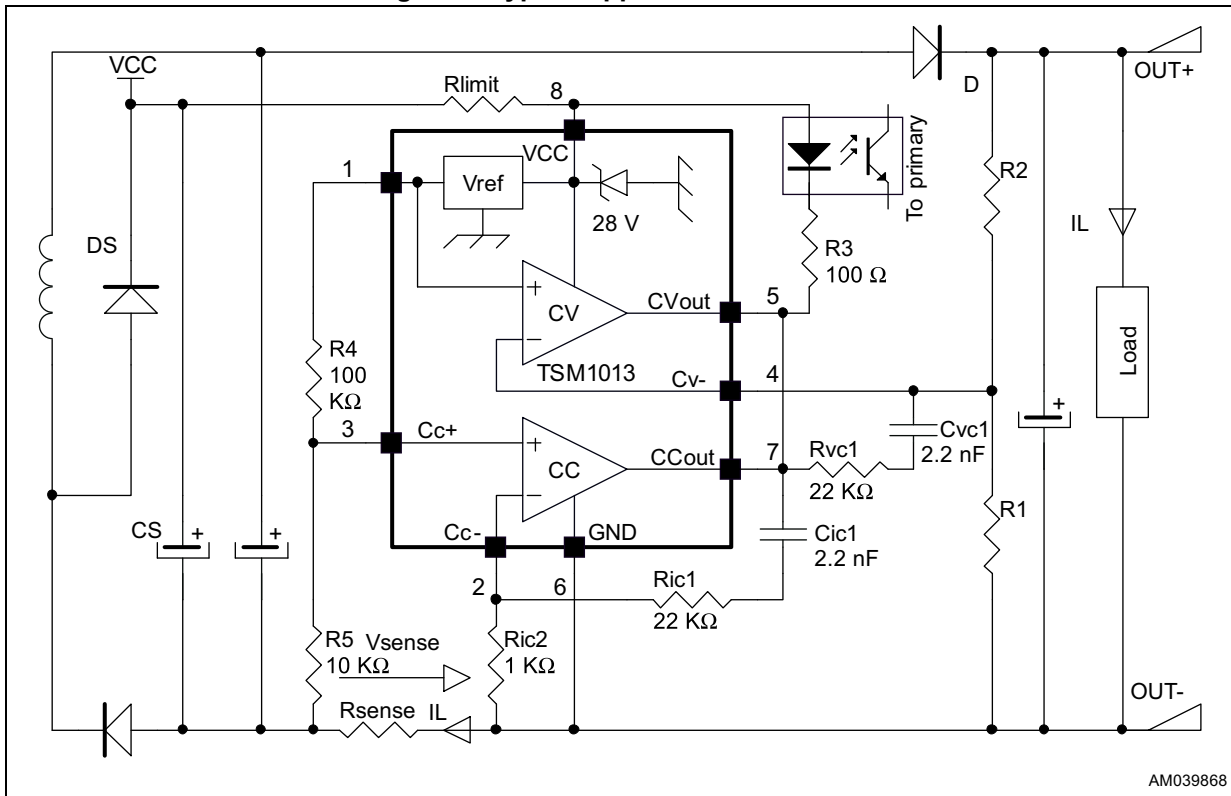 VCC
Rlimit
8
D
OUT+
1
Vref
VCC
28 V
To primary
R2
IL
DS
R3
100 Ω
+
CV
−
CVout
5
R4
100
KΩ
TSM1013
Cv-
4
Load
+
3
Cc+
+
CC
−
CCout
7
Rvc1
22 KΩ
Cvc1
2.2 nF
R1
CS
+
+
Cc-
GND
Cic1
2.2 nF
2
6
Ric1
22 KΩ
R5
10 KΩ
Vsense
Ric2
1 KΩ
Rsense
IL
OUT-
AM039868